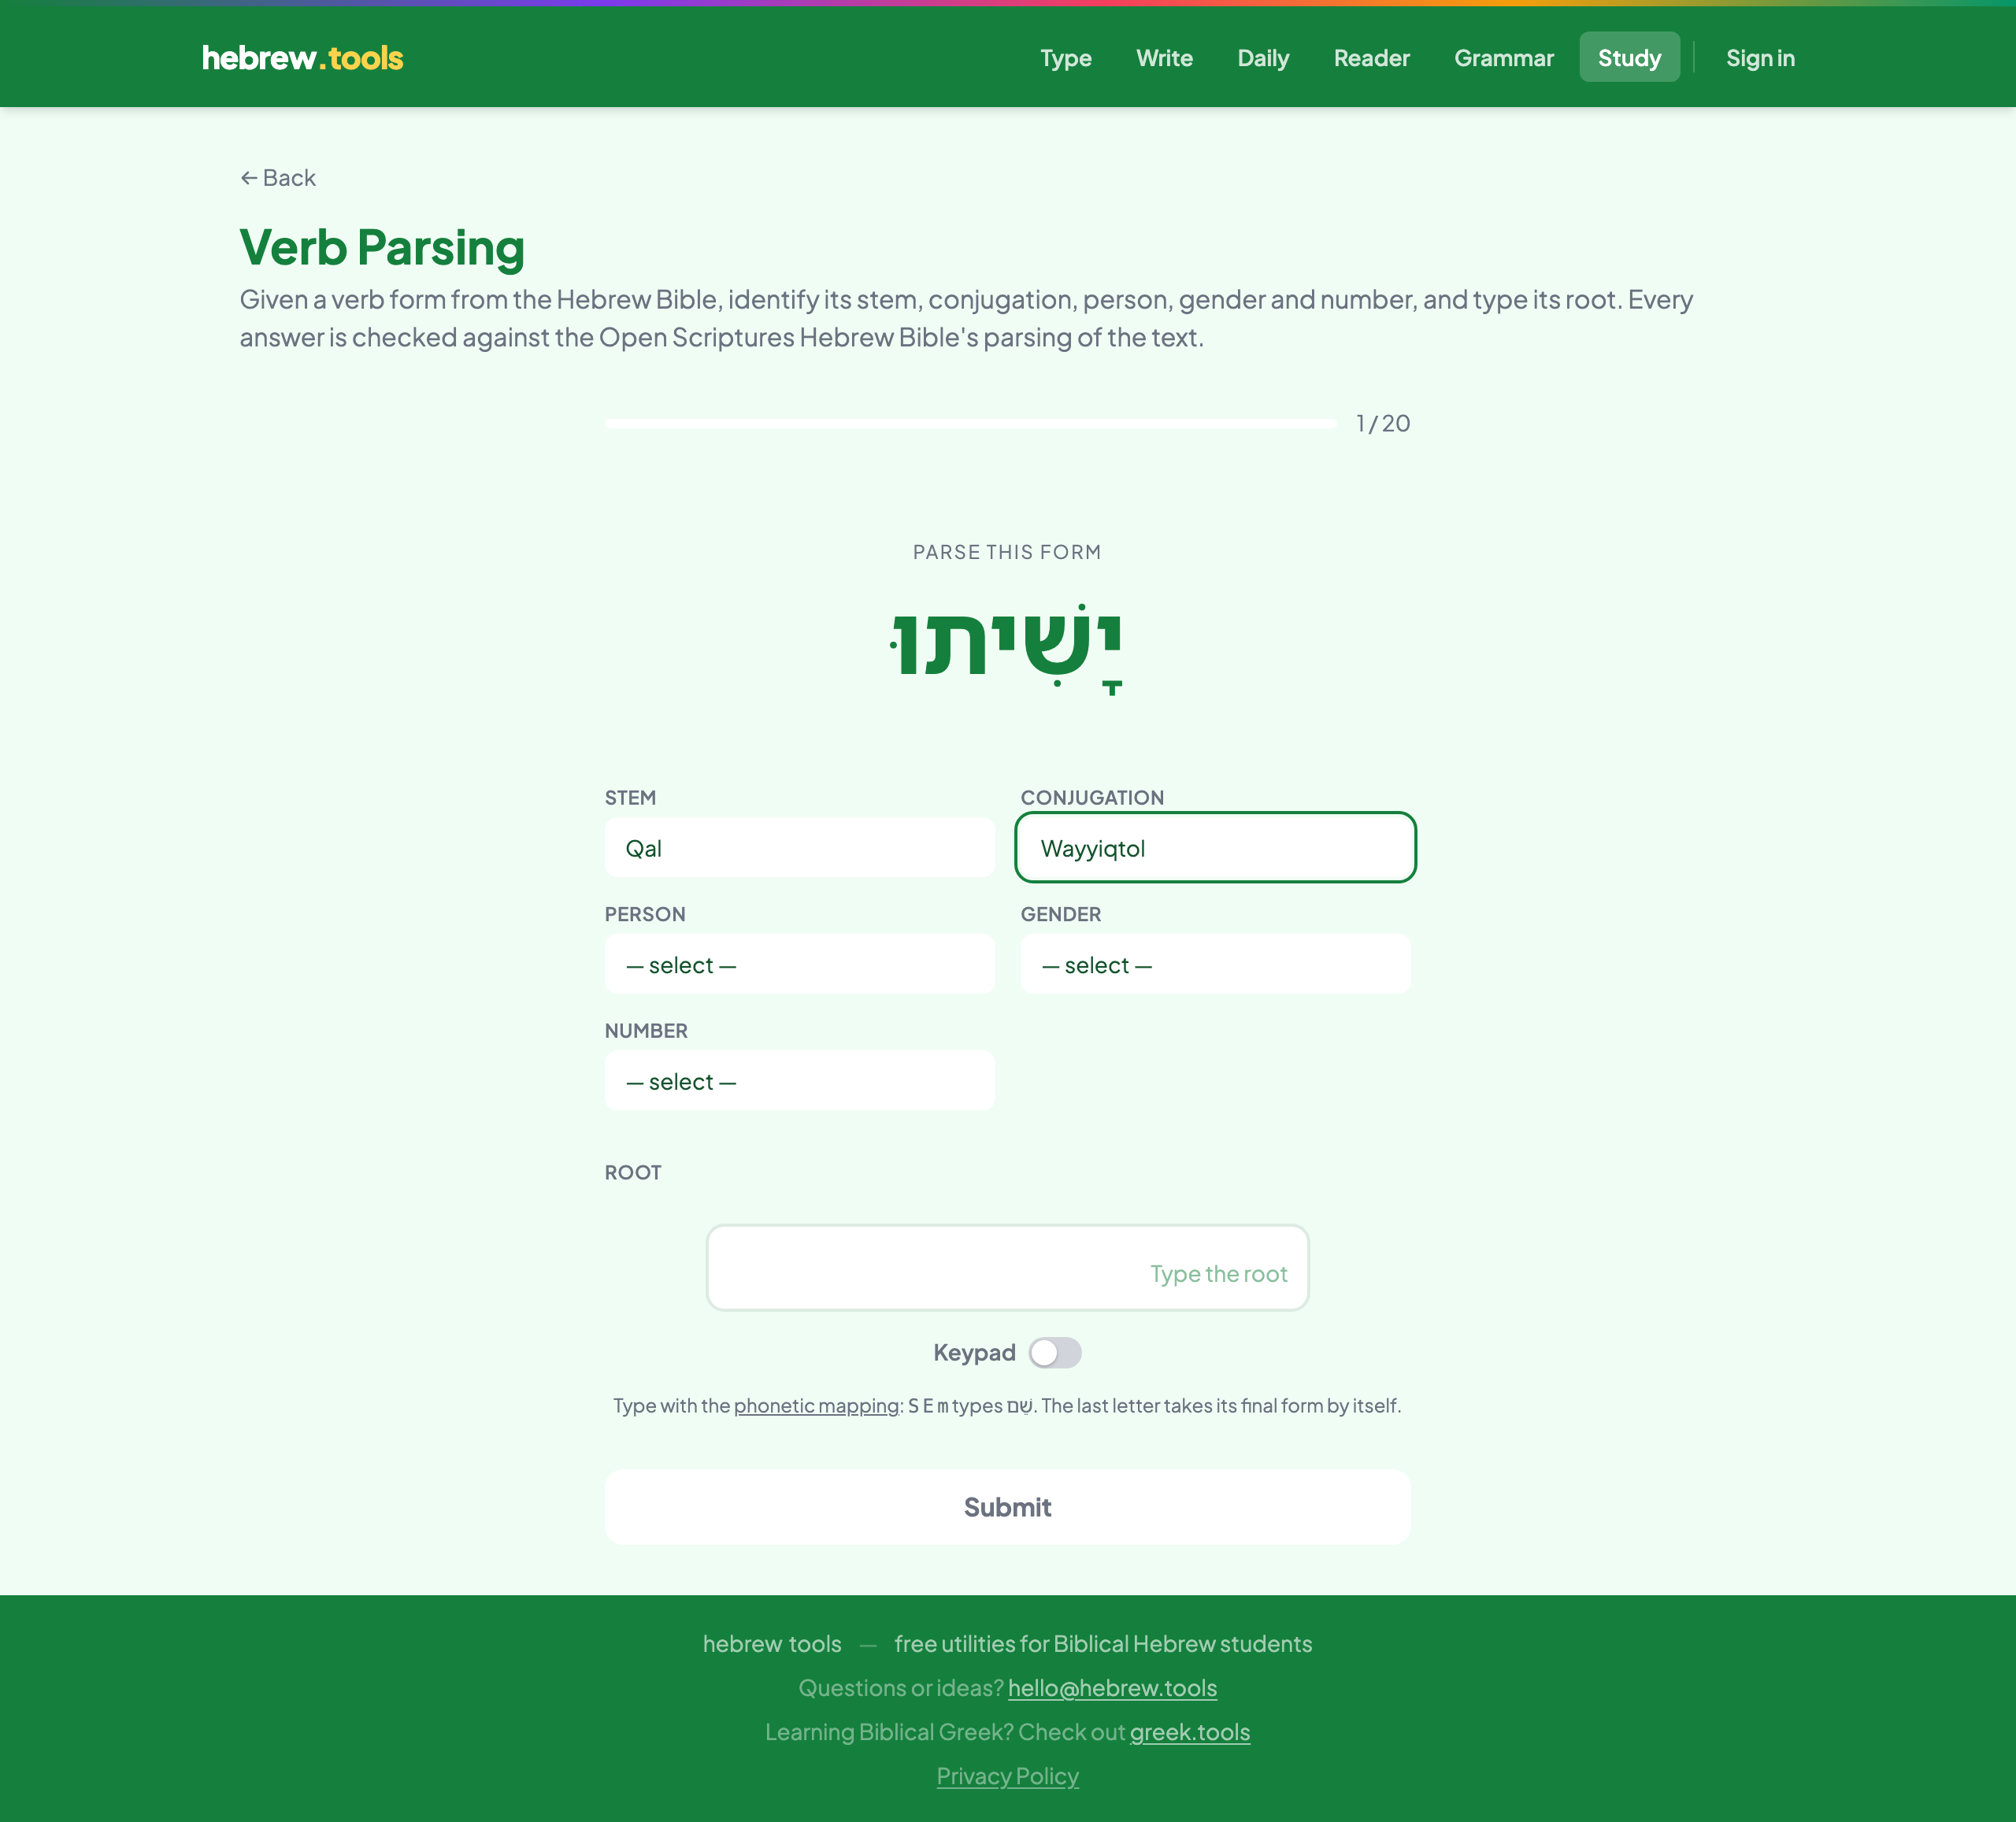 hebrew.tools
Type Write Daily Reader Grammar Study Sign in
← Back
Verb Parsing
Given a verb form from the Hebrew Bible, identify its stem, conjugation, person, gender and number, and type its root. Every
answer is checked against the Open Scriptures Hebrew Bible's parsing of the text.
1 / 20
PARSE THIS FORM
יָשִׁיתוּ
STEM CONJUGATION
Qal Wayyiqtol
PERSON GENDER
— select — — select —
NUMBER
— select —
ROOT
Type the root
Keypad
Type with the phonetic mapping: S E m types שֵׁם. The last letter takes its final form by itself.
Submit
hebrew tools — free utilities for Biblical Hebrew students
Questions or ideas? hello@hebrew.tools
Learning Biblical Greek? Check out greek.tools
Privacy Policy